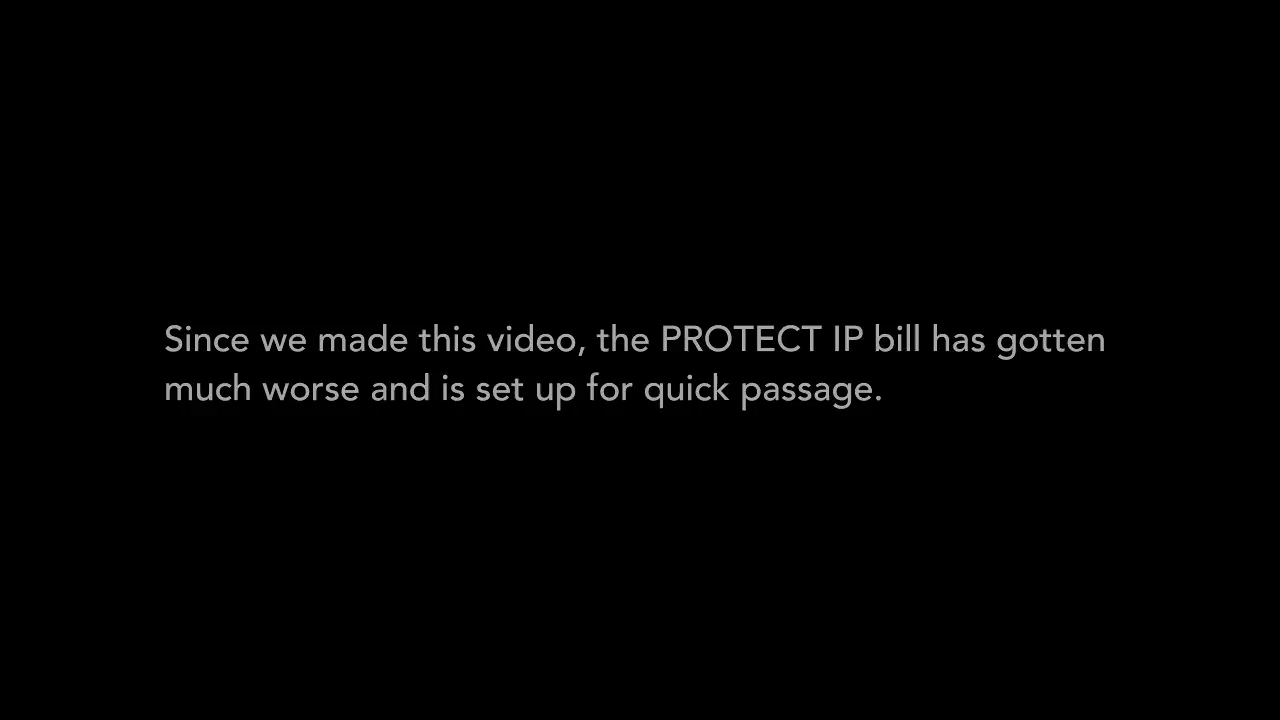 Since we made this video, the PROTECT IP bill has gotten
much worse and is set up for quick passage.